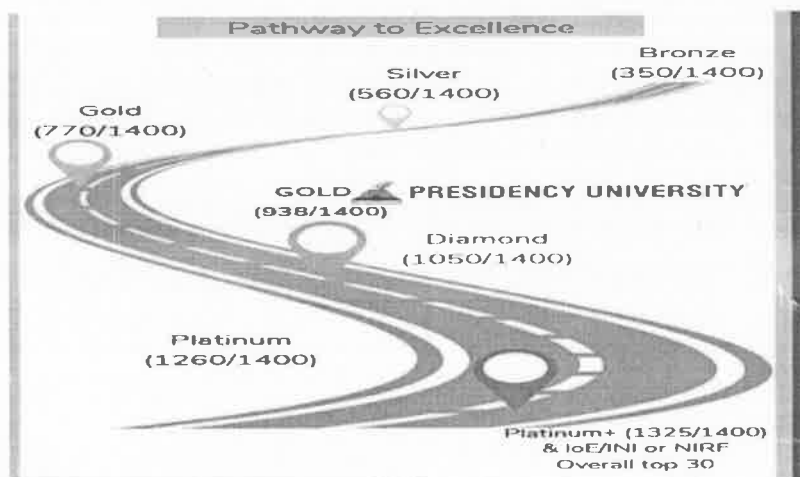 Pathway to Excellence
Bronze
(350/1400)
Silver
(560/1400)
Gold
(770/1400)
GOLD PRESIDENCY UNIVERSITY
(938/1400)
Diamond
(1050/1400)
Platinum
(1260/1400)
Platinum+ (1325/1400)
& IoE/INI or NIRF
Overall top 30